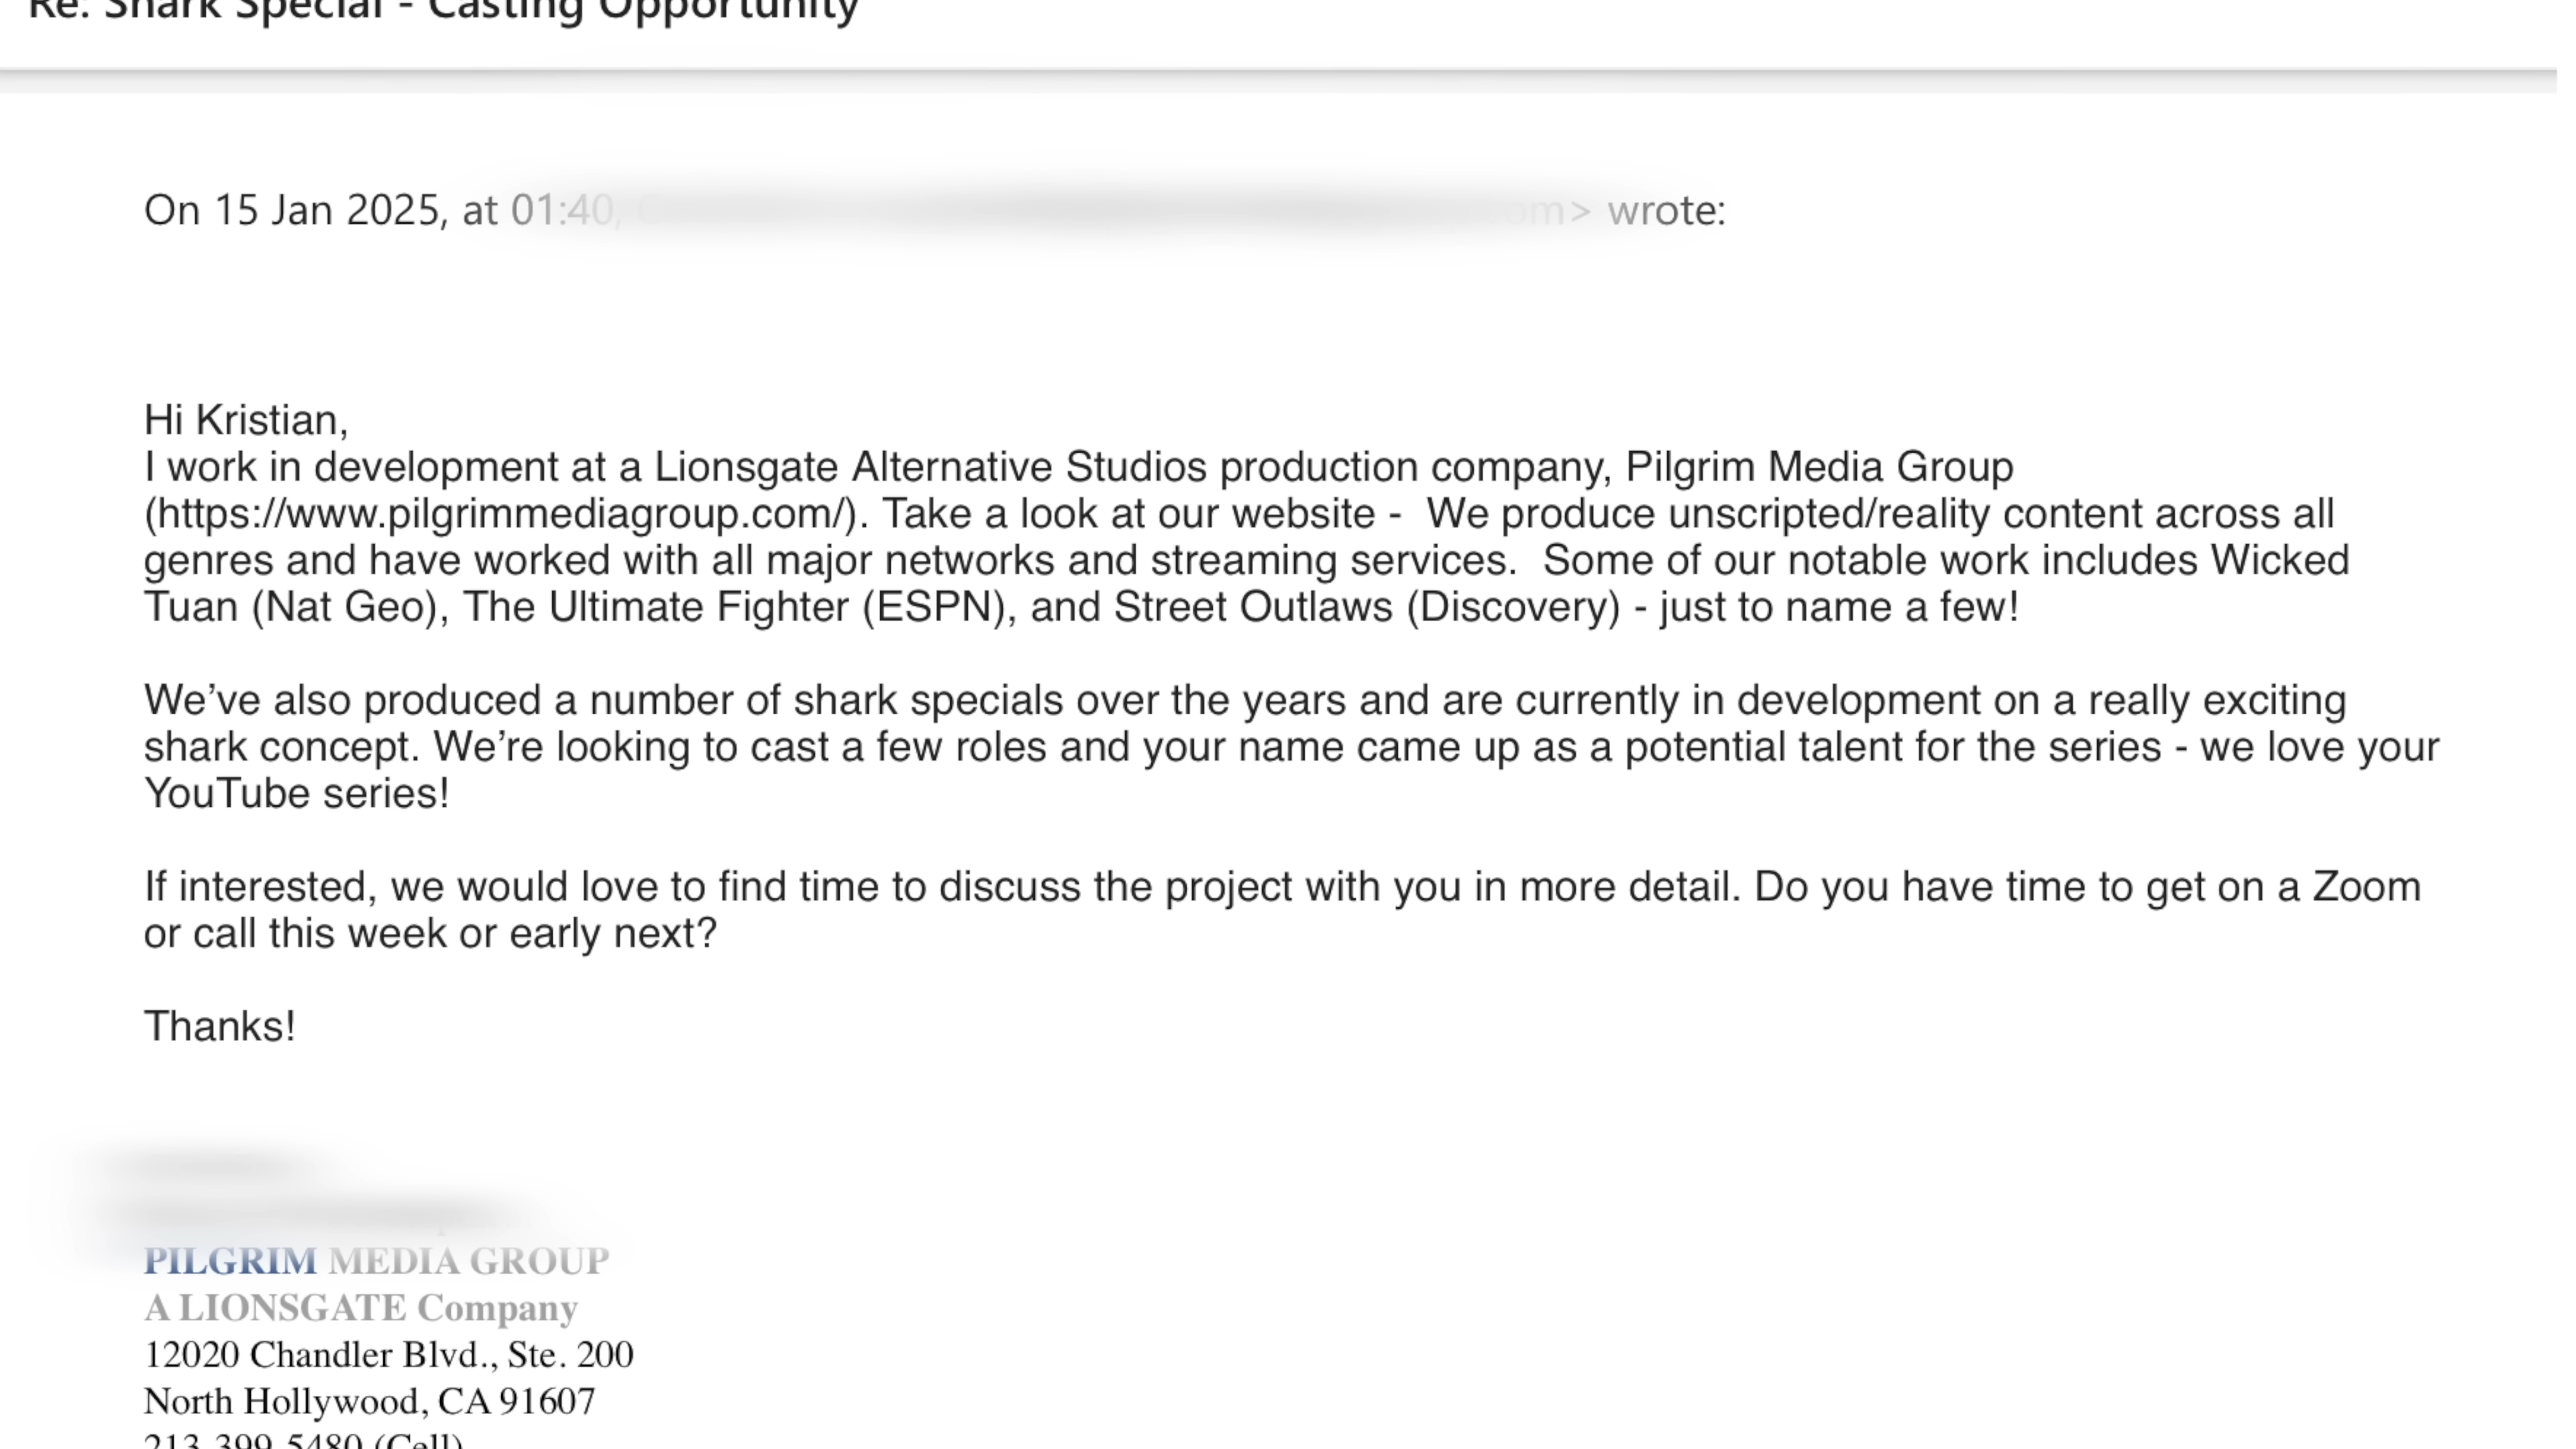 Re: Shark Special - Casting Opportunity
On 15 Jan 2025, at 01:40, om> wrote:
Hi Kristian,
I work in development at a Lionsgate Alternative Studios production company, Pilgrim Media Group
(https://www.pilgrimmediagroup.com/). Take a look at our website -  We produce unscripted/reality content across all
genres and have worked with all major networks and streaming services.  Some of our notable work includes Wicked
Tuan (Nat Geo), The Ultimate Fighter (ESPN), and Street Outlaws (Discovery) - just to name a few!
We’ve also produced a number of shark specials over the years and are currently in development on a really exciting
shark concept. We’re looking to cast a few roles and your name came up as a potential talent for the series - we love your
YouTube series!
If interested, we would love to find time to discuss the project with you in more detail. Do you have time to get on a Zoom
or call this week or early next?
Thanks!
PILGRIM MEDIA GROUP
A LIONSGATE Company
12020 Chandler Blvd., Ste. 200
North Hollywood, CA 91607
213-399-5480 (Cell)